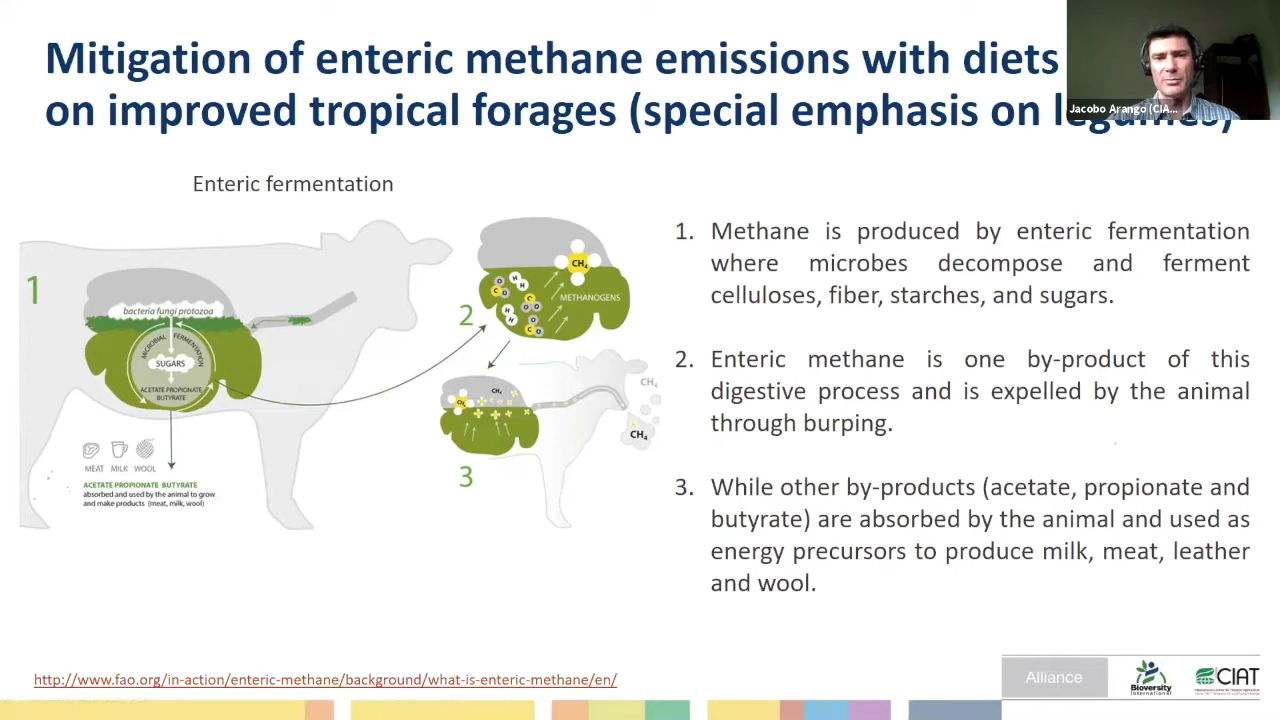 Mitigation of enteric methane emissions with diets
on improved tropical forages (special emphasis on legumes)
Jacobo Arango (CIA...
Enteric fermentation
1. Methane is produced by enteric fermentation
where microbes decompose and ferment
celluloses, fiber, starches, and sugars.
2. Enteric methane is one by-product of this
digestive process and is expelled by the animal
through burping.
3. While other by-products (acetate, propionate and
butyrate) are absorbed by the animal and used as
energy precursors to produce milk, meat, leather
and wool.
1
bacteria fungi protozoa
MICROBIAL FERMENTATION
SUGARS
ACETATE PROPIONATE
BUTYRATE
MEAT MILK WOOL
ACETATE PROPIONATE BUTYRATE
absorbed and used by the animal to grow
and make products (meat, milk, wool)
2
CH4
O
C O
H
H
METHANOGENS
C
O
O
H
H
O
C O
3
CH4
CH4
CH4
CH4
http://www.fao.org/in-action/enteric-methane/background/what-is-enteric-methane/en/
Alliance
Bioversity
International
CIAT